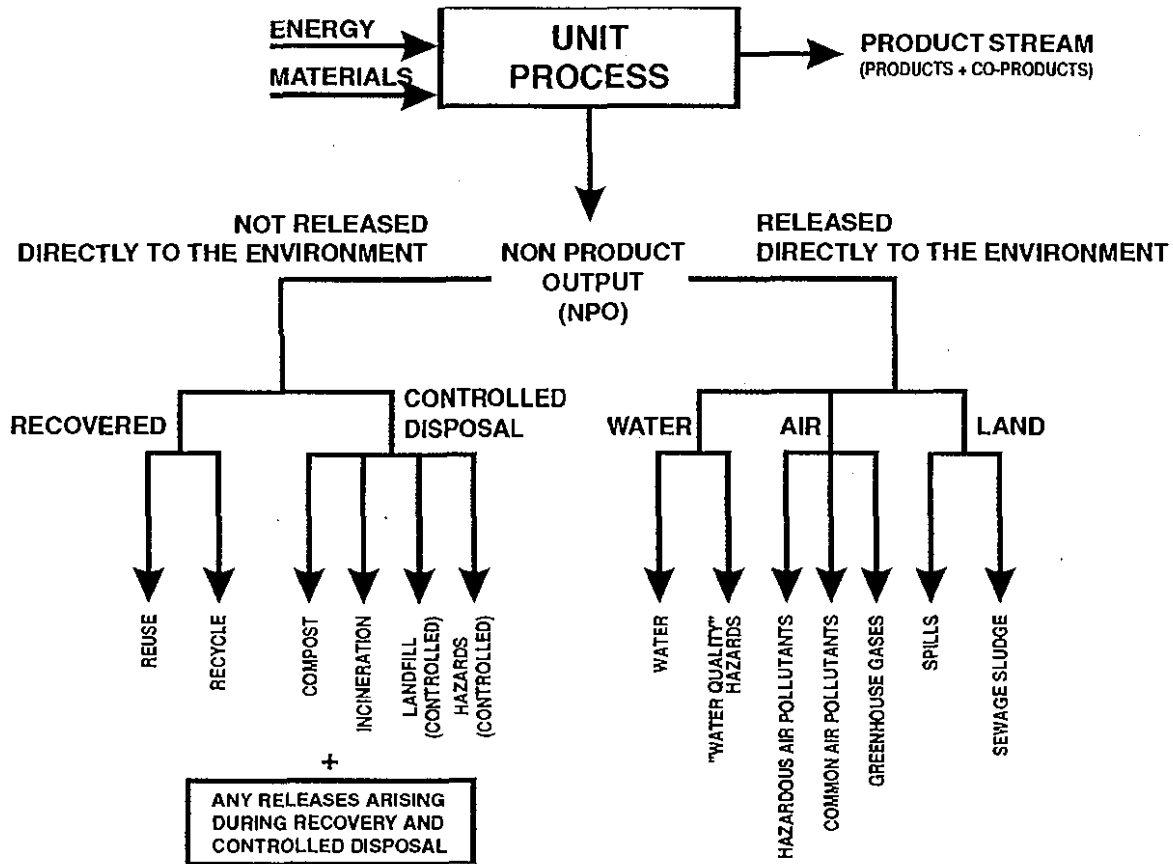 ENERGY
MATERIALS
UNIT
PROCESS
PRODUCT STREAM
(PRODUCTS + CO-PRODUCTS)
NOT RELEASED
DIRECTLY TO THE ENVIRONMENT
NON PRODUCT
OUTPUT
(NPO)
RELEASED
DIRECTLY TO THE ENVIRONMENT
RECOVERED
CONTROLLED
DISPOSAL
WATER
AIR
LAND
REUSE
RECYCLE
COMPOST
INCINERATION
LANDFILL
(CONTROLLED)
HAZARDS
(CONTROLLED)
WATER
"WATER QUALITY"
HAZARDS
HAZARDOUS AIR POLLUTANTS
COMMON AIR POLLUTANTS
GREENHOUSE GASES
SPILLS
SEWAGE SLUDGE
+
ANY RELEASES ARISING
DURING RECOVERY AND
CONTROLLED DISPOSAL